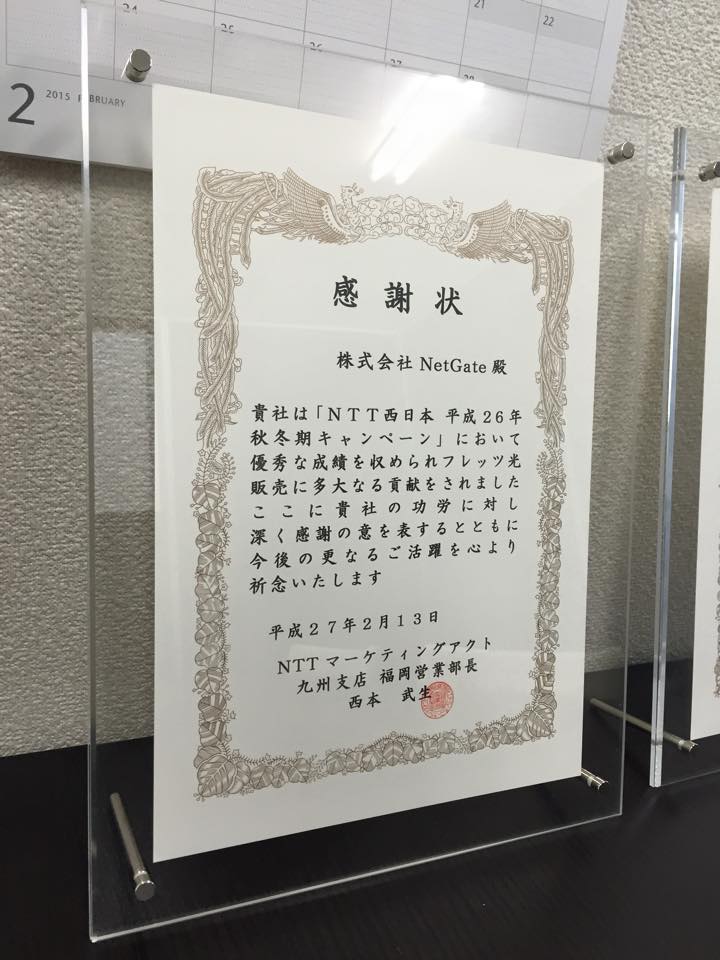 21
22
24
25
26
27
28
2 2015 FEBRUARY
感謝状
株式会社 NetGate 殿
貴社は「NTT西日本 平成26年
秋冬期キャンペーン」において
優秀な成績を収められフレッツ光
販売に多大なる貢献をされました
ここに貴社の功労に対し
深く感謝の意を表するとともに
今後の更なるご活躍を心より
祈念いたします
平成27年2月13日
NTTマーケティングアクト
九州支店 福岡営業部長
西本 武生